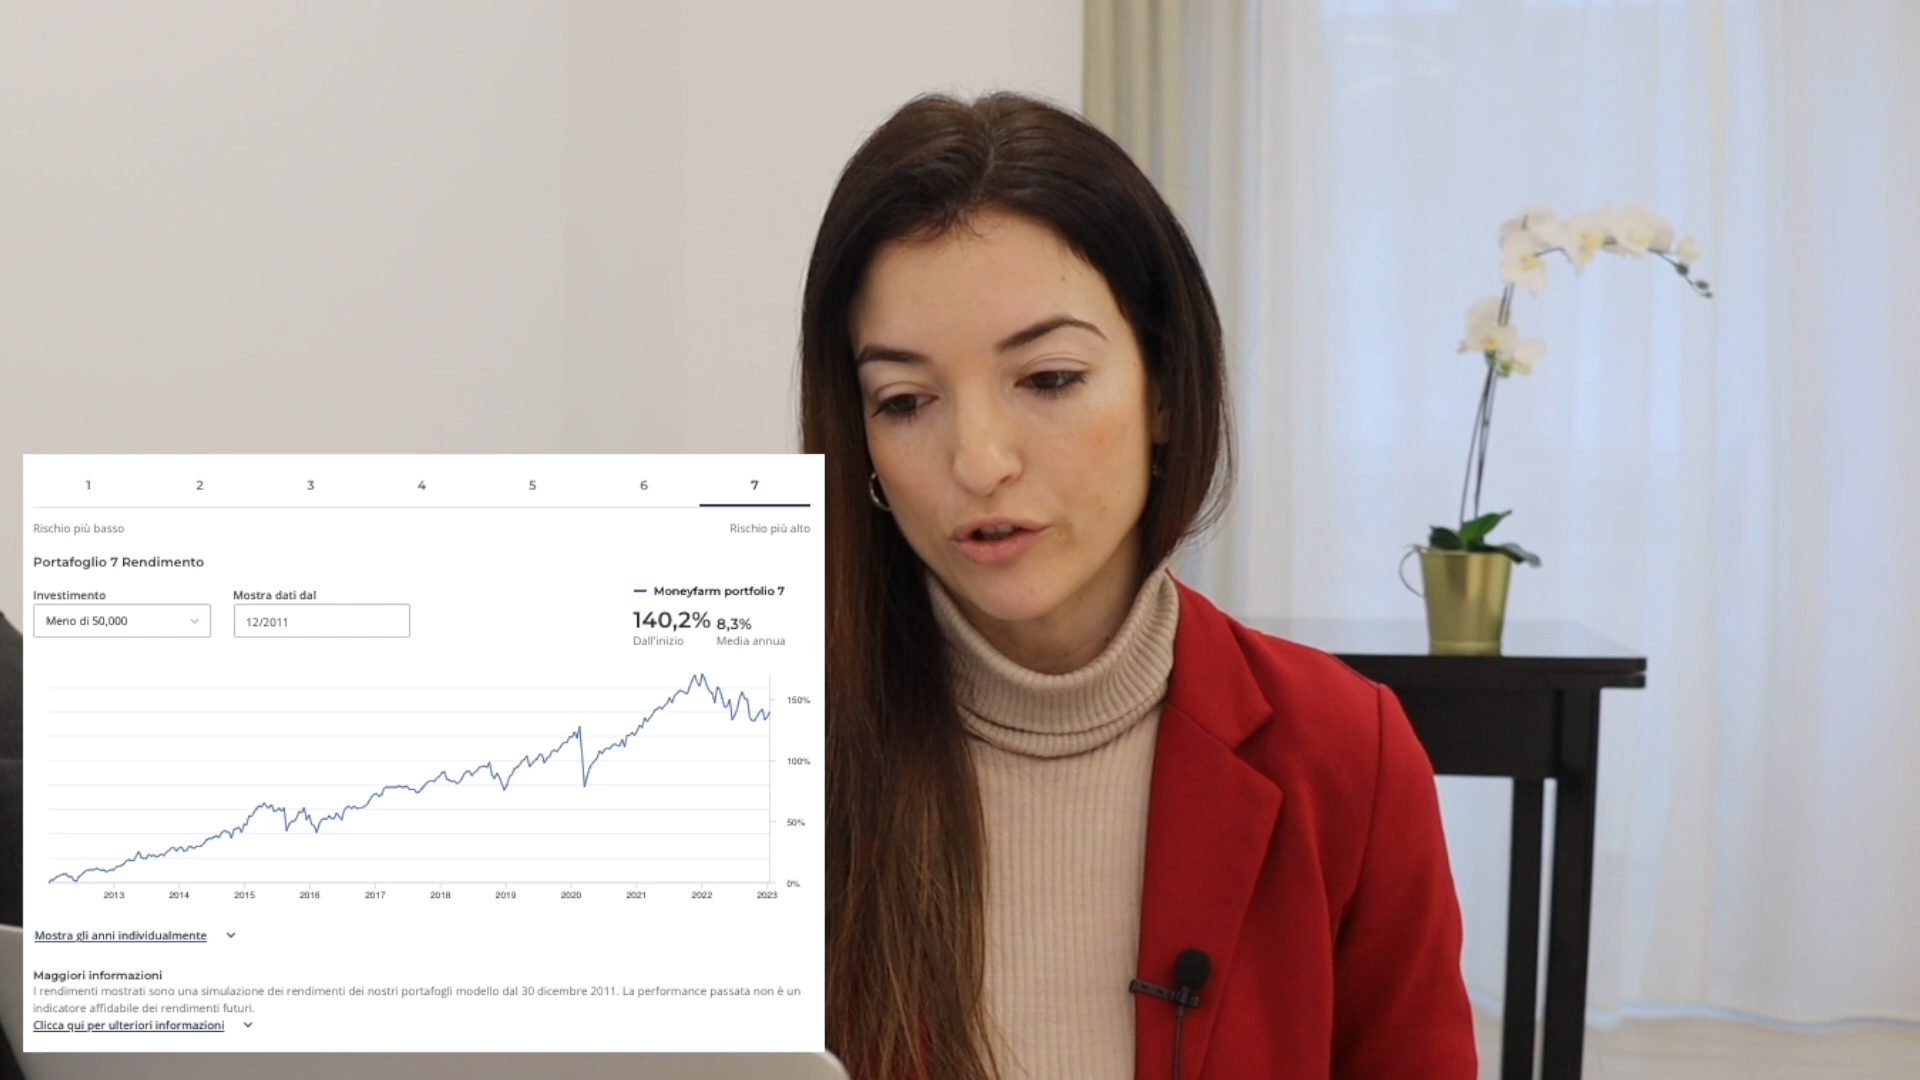 1 2 3 4 5 6 7
Rischio più basso Rischio più alto
Portafoglio 7 Rendimento
Investimento Mostra dati dal
Meno di 50,000 12/2011
Moneyfarm portfolio 7
140,2% 8,3%
Dall'inizio Media annua
150%
100%
50%
0%
2013 2014 2015 2016 2017 2018 2019 2020 2021 2022 2023
Mostra gli anni individualmente
Maggiori informazioni
I rendimenti mostrati sono una simulazione dei rendimenti dei nostri portafogli modello dal 30 dicembre 2011. La performance passata non è un
indicatore affidabile dei rendimenti futuri.
Clicca qui per ulteriori informazioni